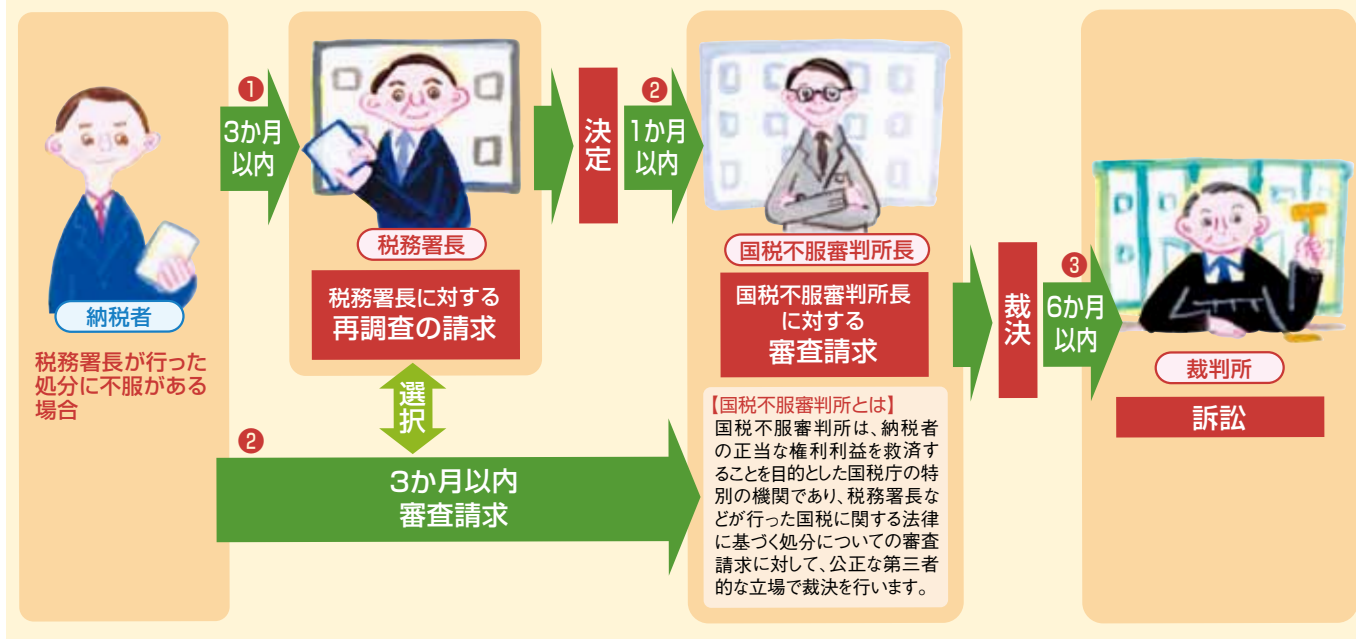 納税者
税務署長が行った
処分に不服がある
場合
❶
3か月
以内
税務署長
税務署長に対する
再調査の請求
選択
❷
3か月以内
審査請求
決定
❷
1か月
以内
国税不服審判所長
国税不服審判所長
に対する
審査請求
【国税不服審判所とは】
国税不服審判所は、納税者
の正当な権利利益を救済す
ることを目的とした国税庁の特
別の機関であり、税務署長な
どが行った国税に関する法律
に基づく処分についての審査
請求に対して、公正な第三者
的な立場で裁決を行います。
裁決
❸
6か月
以内
裁判所
訴訟